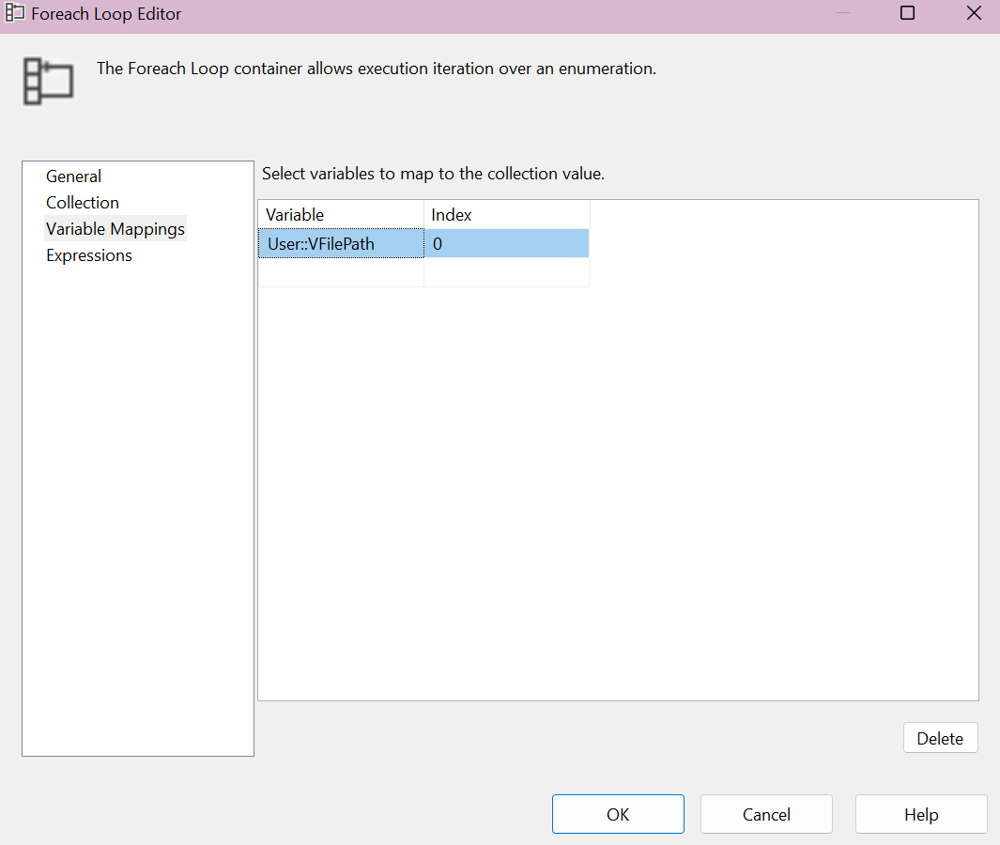 Foreach Loop Editor
The Foreach Loop container allows execution iteration over an enumeration.
General
Collection
Variable Mappings
Expressions
Select variables to map to the collection value.
Variable Index
User::VFilePath 0
Delete
OK Cancel Help